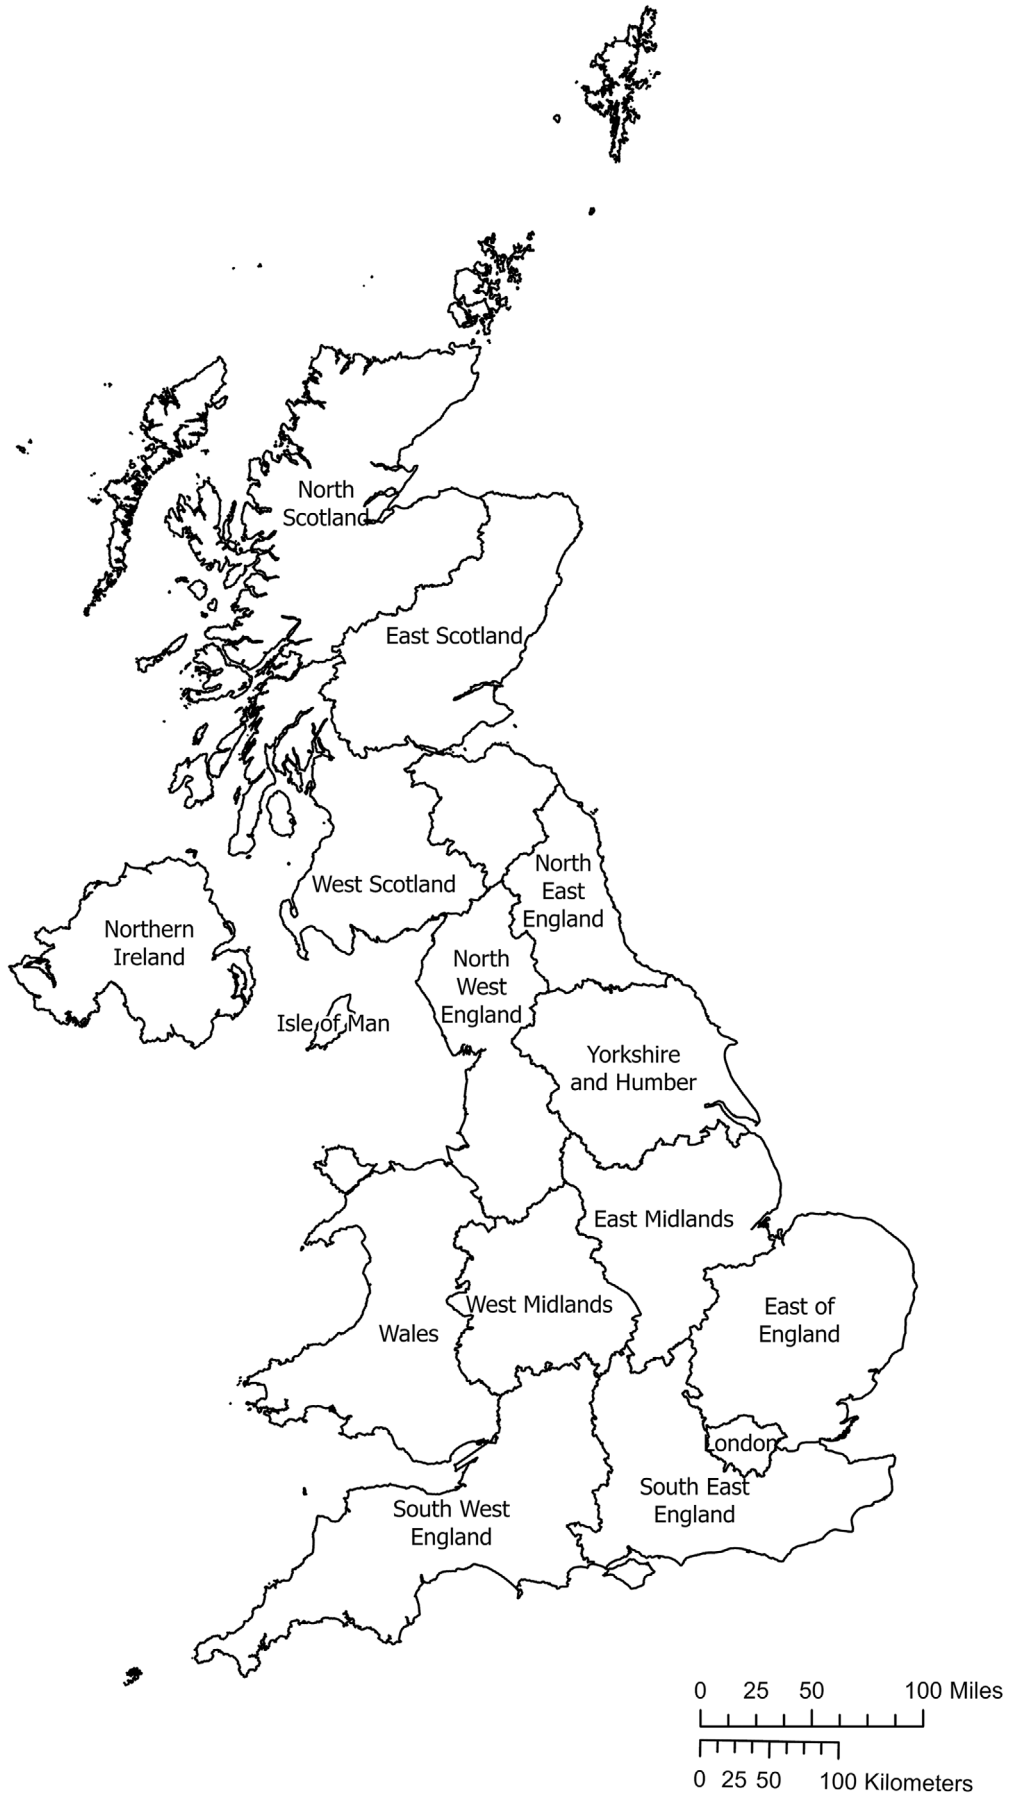 North
Scotland
East Scotland
West Scotland
North
East
England
Northern
Ireland
North
West
England
Isle of Man
Yorkshire
and Humber
East Midlands
West Midlands
East of
England
Wales
London
South East
England
South West
England
0 25 50 100 Miles
0 25 50 100 Kilometers